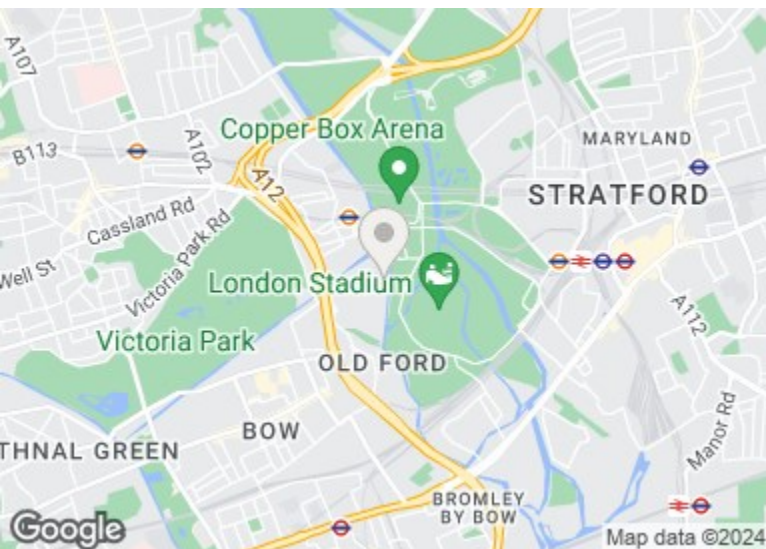 A107
Copper Box Arena
MARYLAND
B113
A102
A12
STRATFORD
Cassland Rd
Victoria Park Rd
Well St
London Stadium
A112
Victoria Park
OLD FORD
BOW
THNAL GREEN
Manor Rd
BROMLEY
BY BOW
Google
Map data ©2024